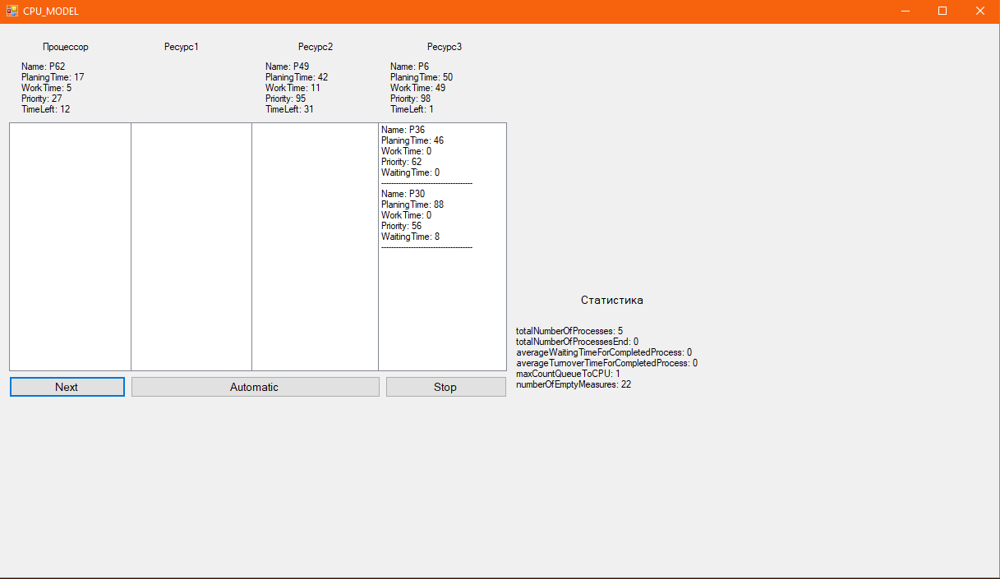 CPU_MODEL
Процессор
Ресурс1
Ресурс2
Ресурс3
Name: P62
PlaningTime: 17
WorkTime: 5
Priority: 27
TimeLeft: 12
Name: P49
PlaningTime: 42
WorkTime: 11
Priority: 95
TimeLeft: 31
Name: P6
PlaningTime: 50
WorkTime: 49
Priority: 98
TimeLeft: 1
Name: P36
PlaningTime: 46
WorkTime: 0
Priority: 62
WaitingTime: 0
-------------------------------------
Name: P30
PlaningTime: 88
WorkTime: 0
Priority: 56
WaitingTime: 8
-------------------------------------
Статистика
totalNumberOfProcesses: 5
totalNumberOfProcessesEnd: 0
averageWaitingTimeForCompletedProcess: 0
averageTurnoverTimeForCompletedProcess: 0
maxCountQueueToCPU: 1
numberOfEmptyMeasures: 22
Next
Automatic
Stop